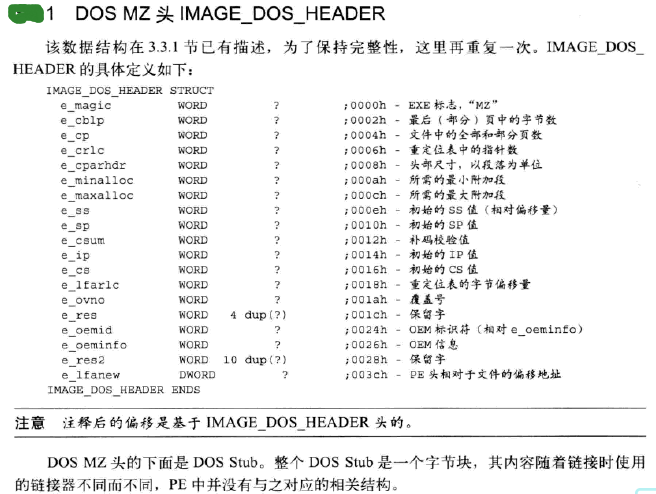 1 DOS MZ 头 IMAGE_DOS_HEADER
该数据结构在 3.3.1 节已有描述，为了保持完整性，这里再重复一次。IMAGE_DOS_
HEADER 的具体定义如下：
IMAGE_DOS_HEADER STRUCT
e_magic WORD ? ;0000h - EXE 标志，“MZ”
e_cblp WORD ? ;0002h - 最后（部分）页中的字节数
e_cp WORD ? ;0004h - 文件中的全部和部分页数
e_crlc WORD ? ;0006h - 重定位表中的指针数
e_cparhdr WORD ? ;0008h - 头部尺寸，以段落为单位
e_minalloc WORD ? ;000ah - 所需的最小附加段
e_maxalloc WORD ? ;000ch - 所需的最大附加段
e_ss WORD ? ;000eh - 初始的 SS 值（相对偏移量）
e_sp WORD ? ;0010h - 初始的 SP 值
e_csum WORD ? ;0012h - 补码校验值
e_ip WORD ? ;0014h - 初始的 IP 值
e_cs WORD ? ;0016h - 初始的 CS 值
e_lfarlc WORD ? ;0018h - 重定位表的字节偏移量
e_ovno WORD ? ;001ah - 覆盖号
e_res WORD 4 dup(?) ;001ch - 保留字
e_oemid WORD ? ;0024h - OEM 标识符（相对 e_oeminfo）
e_oeminfo WORD ? ;0026h - OEM 信息
e_res2 WORD 10 dup(?) ;0028h - 保留字
e_lfanew DWORD ? ;003ch - PE 头相对于文件的偏移地址
IMAGE_DOS_HEADER ENDS
注意 注释后的偏移是基于 IMAGE_DOS_HEADER 头的。
DOS MZ 头的下面是 DOS Stub。整个 DOS Stub 是一个字节块，其内容随着链接时使用
的链接器不同而不同，PE 中并没有与之对应的相关结构。